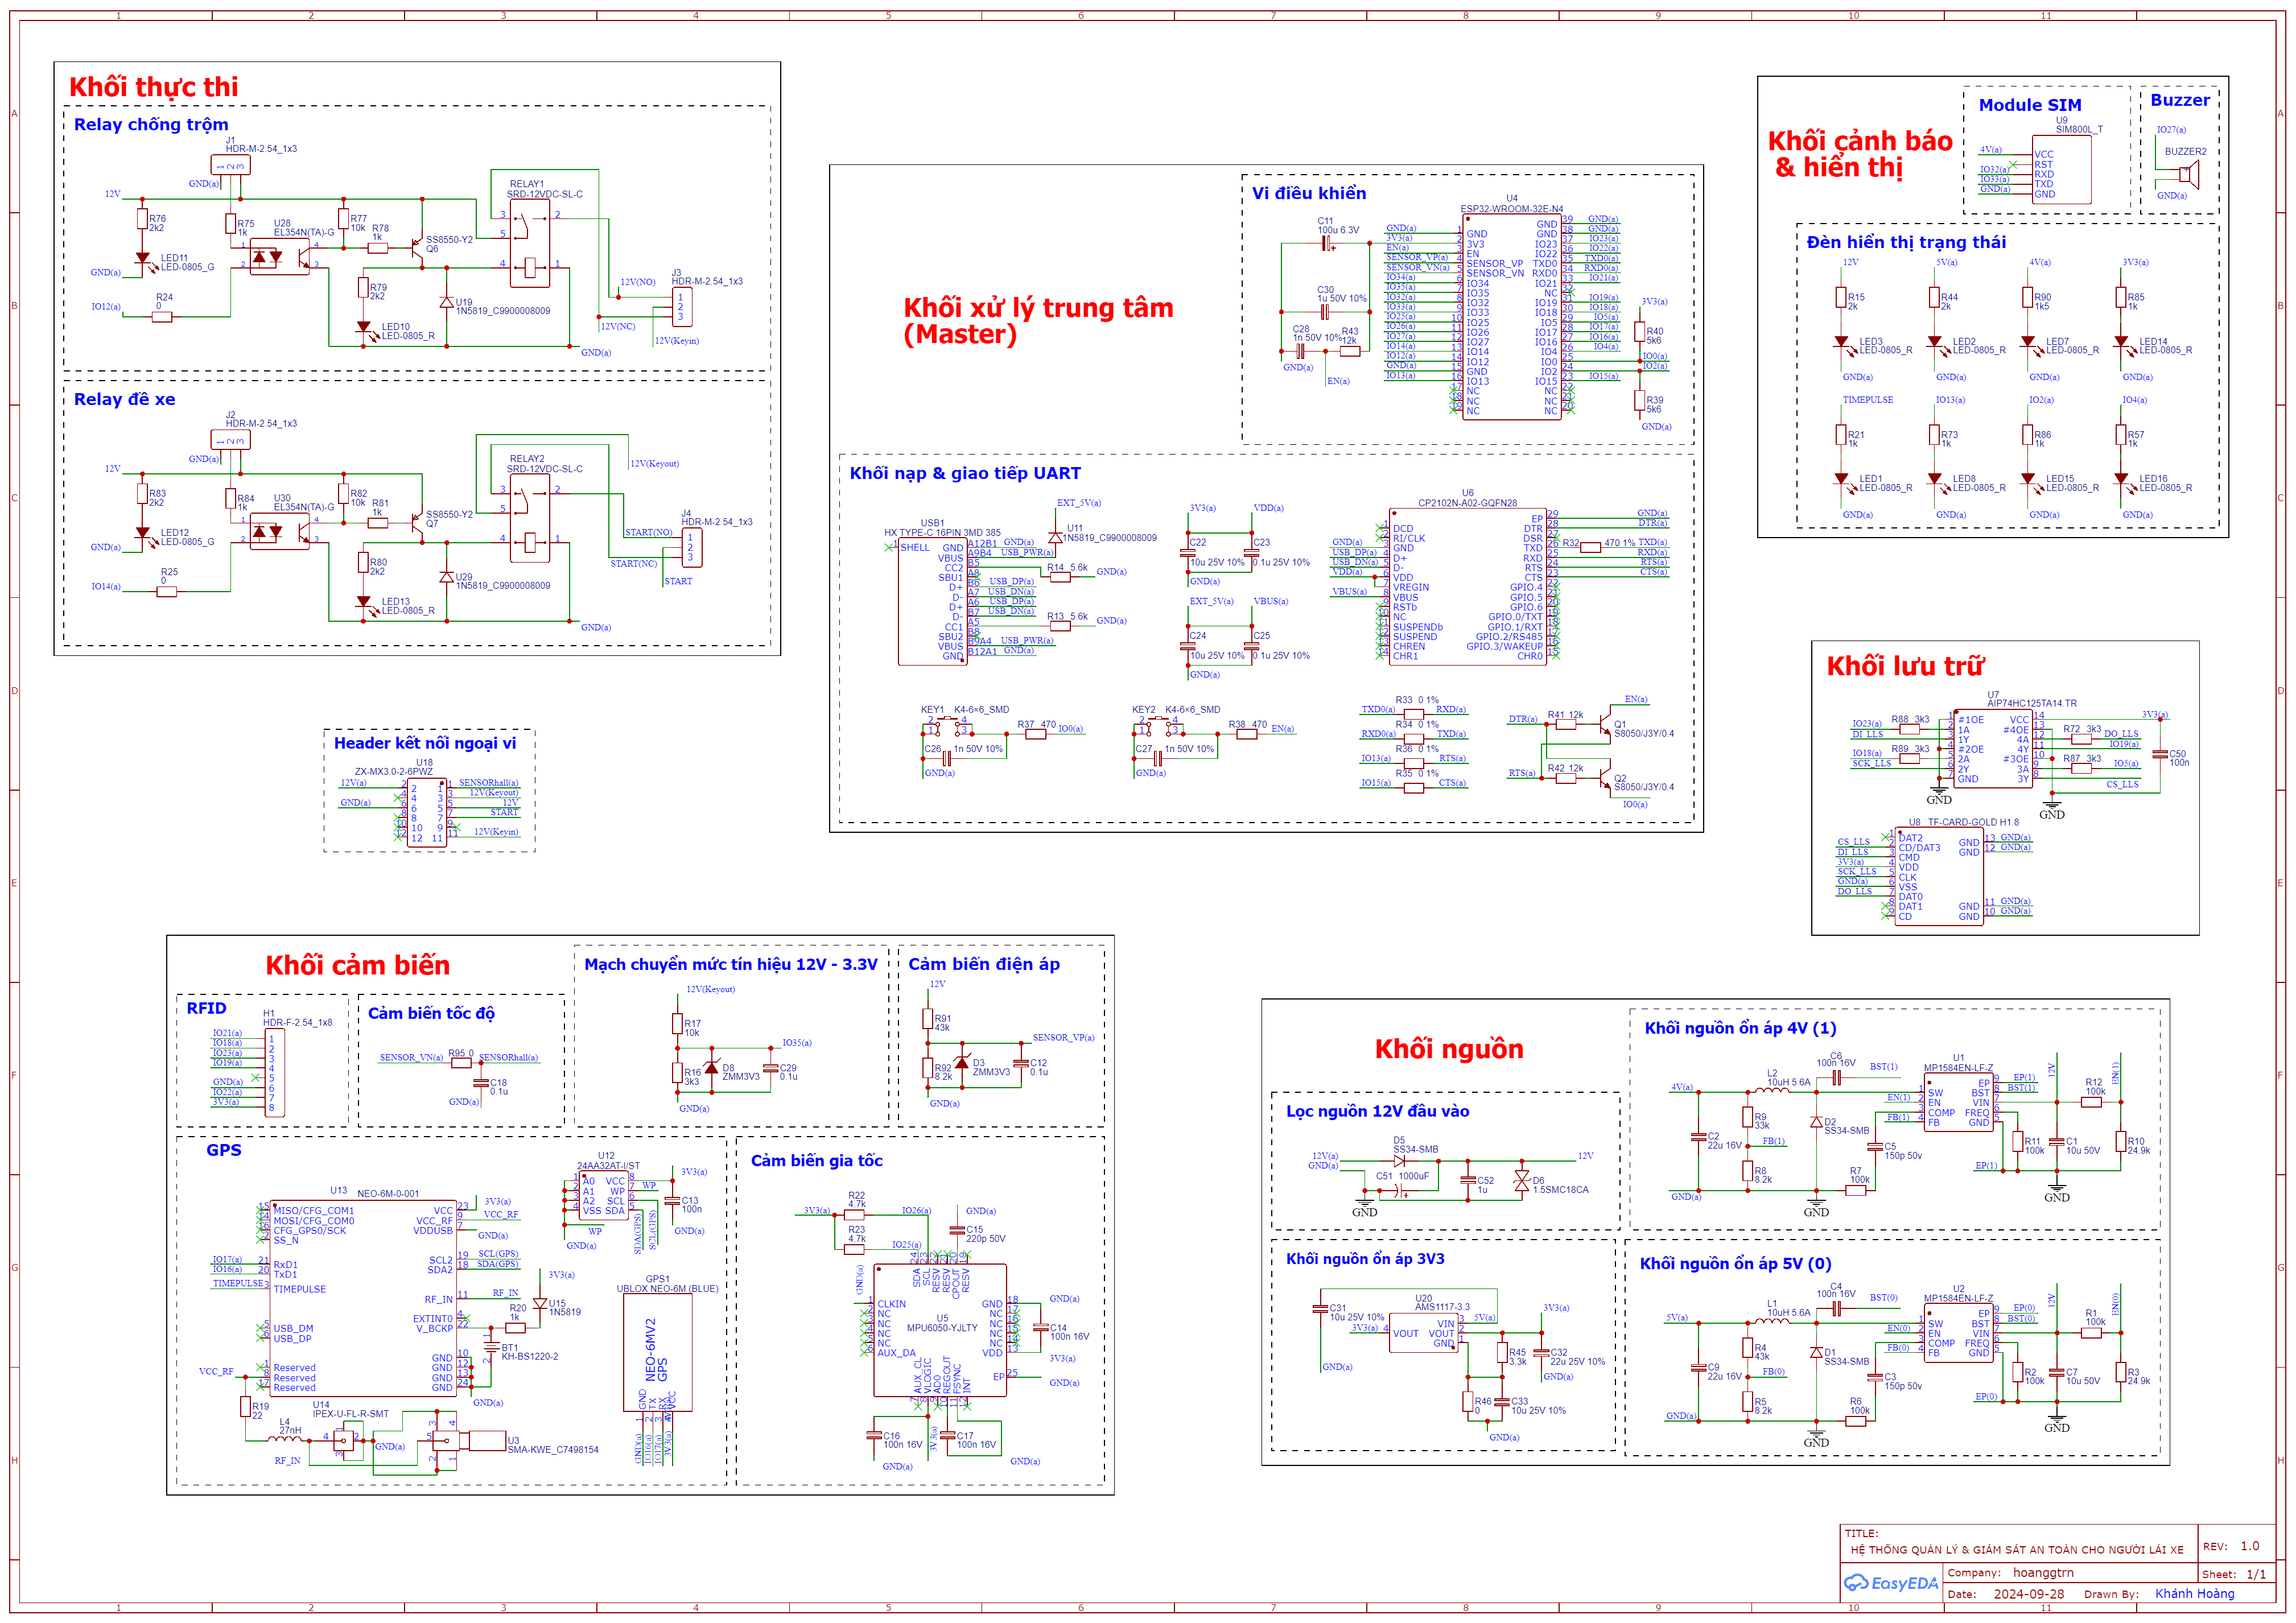 Khối thực thi
Relay chống trộm
J1
HDR-M-2.54_1x3
1 2 3
GND(a)
12V
R76
2k2
LED11
LED-0805_G
GND(a)
IO12(a)
R24
0
R75
1k
U28
EL354N(TA)-G
R77
10k
R78
1k
SS8550-Y2
Q6
R79
2k2
LED10
LED-0805_R
U19
1N5819_C9900008009
RELAY1
SRD-12VDC-SL-C
GND(a)
12V(NO)
12V(NC)
12V(Keyin)
J3
HDR-M-2.54_1x3
1
2
3
Relay đề xe
J2
HDR-M-2.54_1x3
1 2 3
GND(a)
12V
R83
2k2
LED12
LED-0805_G
GND(a)
IO14(a)
R25
0
R84
1k
U30
EL354N(TA)-G
R82
10k
R81
1k
SS8550-Y2
Q7
R80
2k2
LED13
LED-0805_R
U29
1N5819_C9900008009
RELAY2
SRD-12VDC-SL-C
12V(Keyout)
GND(a)
START(NO)
START(NC)
START
J4
HDR-M-2.54_1x3
1
2
3
Header kết nối ngoại vi
U18
ZX-MX3.0-2-6PWZ
12V(a)
GND(a)
SENSORhall(a)
12V(Keyout)
12V
START
12V(Keyin)
Khối xử lý trung tâm
(Master)
Vi điều khiển
C11
100u 6.3V
C30
1u 50V 10%
C28
1n 50V 10%
R43
12k
GND(a)
EN(a)
U4
ESP32-WROOM-32E-N4
GND(a)
3V3(a)
EN(a)
SENSOR_VP(a)
SENSOR_VN(a)
IO34(a)
IO35(a)
IO32(a)
IO33(a)
IO25(a)
IO26(a)
IO27(a)
IO14(a)
IO12(a)
GND(a)
IO13(a)
GND
3V3
EN
SENSOR_VP
SENSOR_VN
IO34
IO35
IO32
IO33
IO25
IO26
IO27
IO14
IO12
GND
IO13
NC
NC
NC
GND
GND
IO23
IO22
TXD0
RXD0
IO21
NC
IO19
IO18
IO5
IO17
IO16
IO4
IO0
IO2
IO15
NC
NC
NC
GND(a)
GND(a)
IO23(a)
IO22(a)
TXD0(a)
RXD0(a)
IO21(a)
IO19(a)
IO18(a)
IO5(a)
IO17(a)
IO16(a)
IO4(a)
IO0(a)
IO2(a)
IO15(a)
3V3(a)
R40
5k6
R39
5k6
GND(a)
Khối nạp & giao tiếp UART
USB1
HX TYPE-C 16PIN 3MD 385
SHELL
GND
VBUS
CC2
SBU1
D+
D-
D+
D-
CC1
SBU2
VBUS
GND
A12B1
A9B4
B5
A8
B6
A7
A6
B7
A5
B8
B9A4
B12A1
GND(a)
USB_PWR(a)
USB_DP(a)
USB_DN(a)
USB_DP(a)
USB_DN(a)
USB_PWR(a)
GND(a)
EXT_5V(a)
U11
1N5819_C9900008009
R14 5.6k
GND(a)
R13 5.6k
GND(a)
3V3(a)
VDD(a)
C22
10u 25V 10%
C23
0.1u 25V 10%
GND(a)
EXT_5V(a)
VBUS(a)
C24
10u 25V 10%
C25
0.1u 25V 10%
GND(a)
U6
CP2102N-A02-GQFN28
GND(a)
USB_DP(a)
USB_DN(a)
VDD(a)
VBUS(a)
DCD
RI/CLK
GND
D+
D-
VDD
VREGIN
VBUS
RSTb
NC
SUSPENDb
SUSPEND
CHREN
CHR1
EP
DTR
DSR
TXD
RXD
RTS
CTS
GPIO.4
GPIO.5
GPIO.6
GPIO.0/TXT
GPIO.1/RXT
GPIO.2/RS485
GPIO.3/WAKEUP
CHR0
GND(a)
DTR(a)
R32 470 1% TXD(a)
RXD(a)
RTS(a)
CTS(a)
KEY1 K4-6×6_SMD
R37 470
IO0(a)
C26 1n 50V 10%
GND(a)
KEY2 K4-6×6_SMD
R38 470
EN(a)
C27 1n 50V 10%
GND(a)
R33 0 1%
TXD0(a)
RXD(a)
R34 0 1%
RXD0(a)
TXD(a)
R36 0 1%
IO13(a)
RTS(a)
R35 0 1%
IO15(a)
CTS(a)
DTR(a)
R41 12k
EN(a)
Q1
S8050/J3Y/0.4
RTS(a)
R42 12k
Q2
S8050/J3Y/0.4
IO0(a)
Khối cảnh báo
& hiển thị
Module SIM
U9
SIM800L_T
4V(a)
IO32(a)
IO33(a)
GND(a)
VCC
RST
RXD
TXD
GND
Buzzer
IO27(a)
BUZZER2
GND(a)
Đèn hiển thị trạng thái
12V
5V(a)
4V(a)
3V3(a)
R15
2k
R44
2k
R90
1k5
R85
1k
LED3
LED-0805_R
LED2
LED-0805_R
LED7
LED-0805_R
LED14
LED-0805_R
GND(a)
GND(a)
GND(a)
GND(a)
TIMEPULSE
IO13(a)
IO2(a)
IO4(a)
R21
1k
R73
1k
R86
1k
R57
1k
LED1
LED-0805_R
LED8
LED-0805_R
LED15
LED-0805_R
LED16
LED-0805_R
GND(a)
GND(a)
GND(a)
GND(a)
Khối lưu trữ
U7
AIP74HC125TA14.TR
IO23(a)
R88 3k3
DI_LLS
IO18(a)
R89 3k3
SCK_LLS
#1OE
1A
1Y
#2OE
2A
2Y
GND
VCC
#4OE
4A
4Y
#3OE
3A
3Y
3V3(a)
R72 3k3
DO_LLS
IO19(a)
R87 3k3
IO5(a)
CS_LLS
C50
100n
GND
GND
U8 TF-CARD-GOLD H1.8
CS_LLS
DI_LLS
3V3(a)
SCK_LLS
GND(a)
DO_LLS
DAT2
CD/DAT3
CMD
VDD
CLK
VSS
DAT0
DAT1
CD
GND
GND
GND
GND
13 GND(a)
12 GND(a)
11 GND(a)
10 GND(a)
Khối cảm biến
RFID
H1
HDR-F-2.54_1x8
IO21(a)
IO18(a)
IO23(a)
IO19(a)
GND(a)
IO22(a)
3V3(a)
1
2
3
4
5
6
7
8
Cảm biến tốc độ
SENSOR_VN(a)
R95 0
SENSORhall(a)
C18
0.1u
GND(a)
Mạch chuyển mức tín hiệu 12V - 3.3V
12V(Keyout)
R17
10k
IO35(a)
R16
3k3
D8
ZMM3V3
C29
0.1u
GND(a)
Cảm biến điện áp
12V
R91
43k
SENSOR_VP(a)
R92
8.2k
D3
ZMM3V3
C12
0.1u
GND(a)
GPS
U13
NEO-6M-0-001
MISO/CFG_COM1
MOSI/CFG_COM0
CFG_GPS0/SCK
SS_N
IO17(a)
IO16(a)
TIMEPULSE
RxD1
TxD1
TIMEPULSE
USB_DM
USB_DP
Reserved
Reserved
Reserved
VCC
VCC_RF
VDDUSB
SCL2
SDA2
RF_IN
EXTINT0
V_BCKP
GND
GND
GND
GND
3V3(a)
VCC_RF
GND(a)
SCL(GPS)
SDA(GPS)
RF_IN
3V3(a)
U15
1N5819
R20
1k
BT1
KH-BS1220-2
GND(a)
VCC_RF
R19
22
L4
27nH
U14
IPEX-U-FL-R-SMT
RF_IN
GND(a)
U3
SMA-KWE_C7498154
U12
24AA32AT-I/ST
A0
A1
A2
VSS
VCC
WP
SCL
SDA
3V3(a)
WP
C13
100n
GND(a)
WP
GND(a)
SDA(GPS)
SCL(GPS)
GPS1
UBLOX NEO-6M (BLUE)
NEO-6MV2
GPS
GND
TX
RX
VCC
GND(a)
IO16(a)
IO17(a)
3V3(a)
Cảm biến gia tốc
R22
4.7k
3V3(a)
IO26(a)
R23
4.7k
IO25(a)
GND(a)
C15
220p 50V
GND(a)
SDA
SCL
RESV
RESV
CPOUT
RESV
U5
MPU6050-YJLTY
CLKIN
NC
NC
NC
NC
AUX_DA
GND
NC
NC
NC
NC
VDD
EP
AUX_CL
VLOGIC
AD0
REGOUT
FSYNC
INT
GND(a)
C14
100n 16V
3V3(a)
GND(a)
C16
100n 16V
3V3(a)
C17
100n 16V
GND(a)
GND(a)
Khối nguồn
Lọc nguồn 12V đầu vào
D5
SS34-SMB
12V(a)
GND(a)
C51 1000uF
12V
C52
1u
D6
1.5SMC18CA
GND
Khối nguồn ổn áp 3V3
C31
10u 25V 10%
GND(a)
U20
AMS1117-3.3
3V3(a)
VOUT
VIN
VOUT
GND
5V(a)
3V3(a)
R45
3.3k
C32
22u 25V 10%
GND(a)
R46
0
C33
10u 25V 10%
GND(a)
Khối nguồn ổn áp 4V (1)
4V(a)
L2
10uH 5.6A
C6
100n 16V
BST(1)
U1
MP1584EN-LF-Z
SW
EN
COMP
FB
EP
BST
VIN
FREQ
GND
EN(1)
FB(1)
EP(1)
BST(1)
12V
R12
100k
EN(1)
C2
22u 16V
R9
33k
FB(1)
R8
8.2k
D2
SS34-SMB
C5
150p 50v
R7
100k
R11
100k
C1
10u 50V
R10
24.9k
EP(1)
GND(a)
GND
GND
Khối nguồn ổn áp 5V (0)
5V(a)
L1
10uH 5.6A
C4
100n 16V
BST(0)
U2
MP1584EN-LF-Z
SW
EN
COMP
FB
EP
BST
VIN
FREQ
GND
EN(0)
FB(0)
EP(0)
BST(0)
12V
R1
100k
EN(0)
C9
22u 16V
R4
43k
FB(0)
R5
8.2k
D1
SS34-SMB
C3
150p 50v
R6
100k
R2
100k
C7
10u 50V
R3
24.9k
EP(0)
GND(a)
GND
GND
TITLE:
HỆ THỐNG QUẢN LÝ & GIÁM SÁT AN TOÀN CHO NGƯỜI LÁI XE
REV: 1.0
EasyEDA
Company: hoanggtrn
Sheet: 1/1
Date: 2024-09-28
Drawn By: Khánh Hoàng